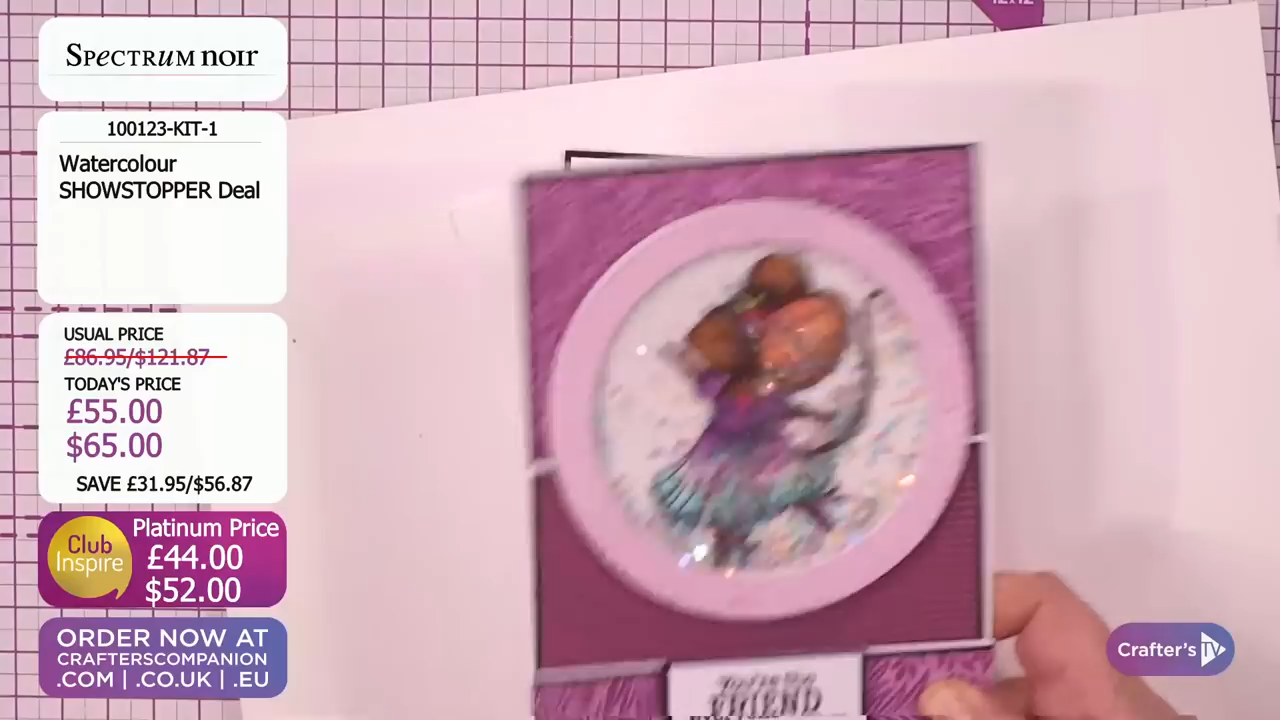 SPECTRUM noir
100123-KIT-1
Watercolour
SHOWSTOPPER Deal
USUAL PRICE
£86.95/$121.87
TODAY'S PRICE
£55.00
$65.00
SAVE £31.95/$56.87
Club
Inspire
Platinum Price
£44.00
$52.00
ORDER NOW AT
CRAFTERSCOMPANION
.COM | .CO.UK | .EU
12x12
FRIEND
Crafter's TV